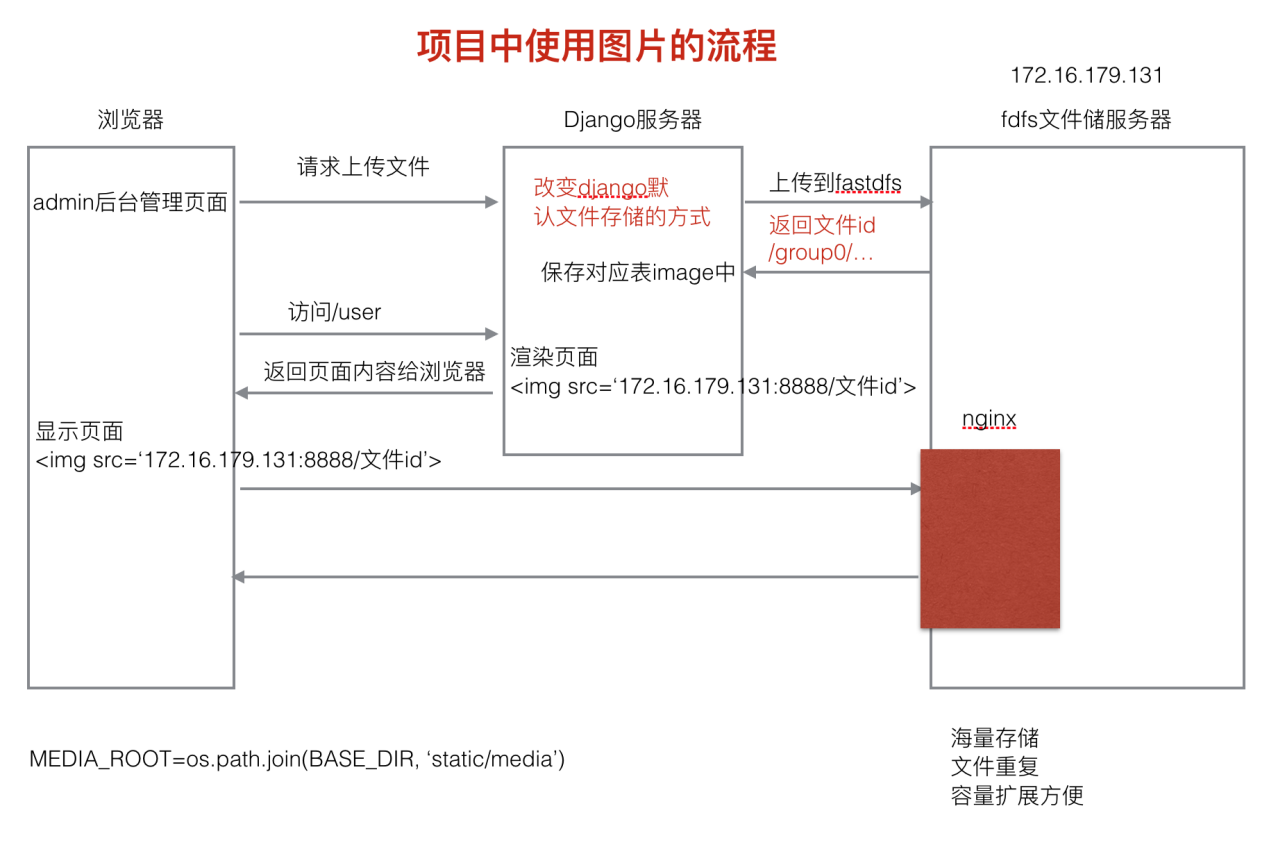 项目中使用图片的流程
172.16.179.131
浏览器
Django服务器
fdfs文件储服务器
请求上传文件
admin后台管理页面
改变django默
认文件存储的方式
上传到fastdfs
返回文件id
/group0/…
保存对应表image中
访问/user
渲染页面
<img src=‘172.16.179.131:8888/文件id’>
返回页面内容给浏览器
nginx
显示页面
<img src=‘172.16.179.131:8888/文件id’>
MEDIA_ROOT=os.path.join(BASE_DIR, ‘static/media’)
海量存储
文件重复
容量扩展方便